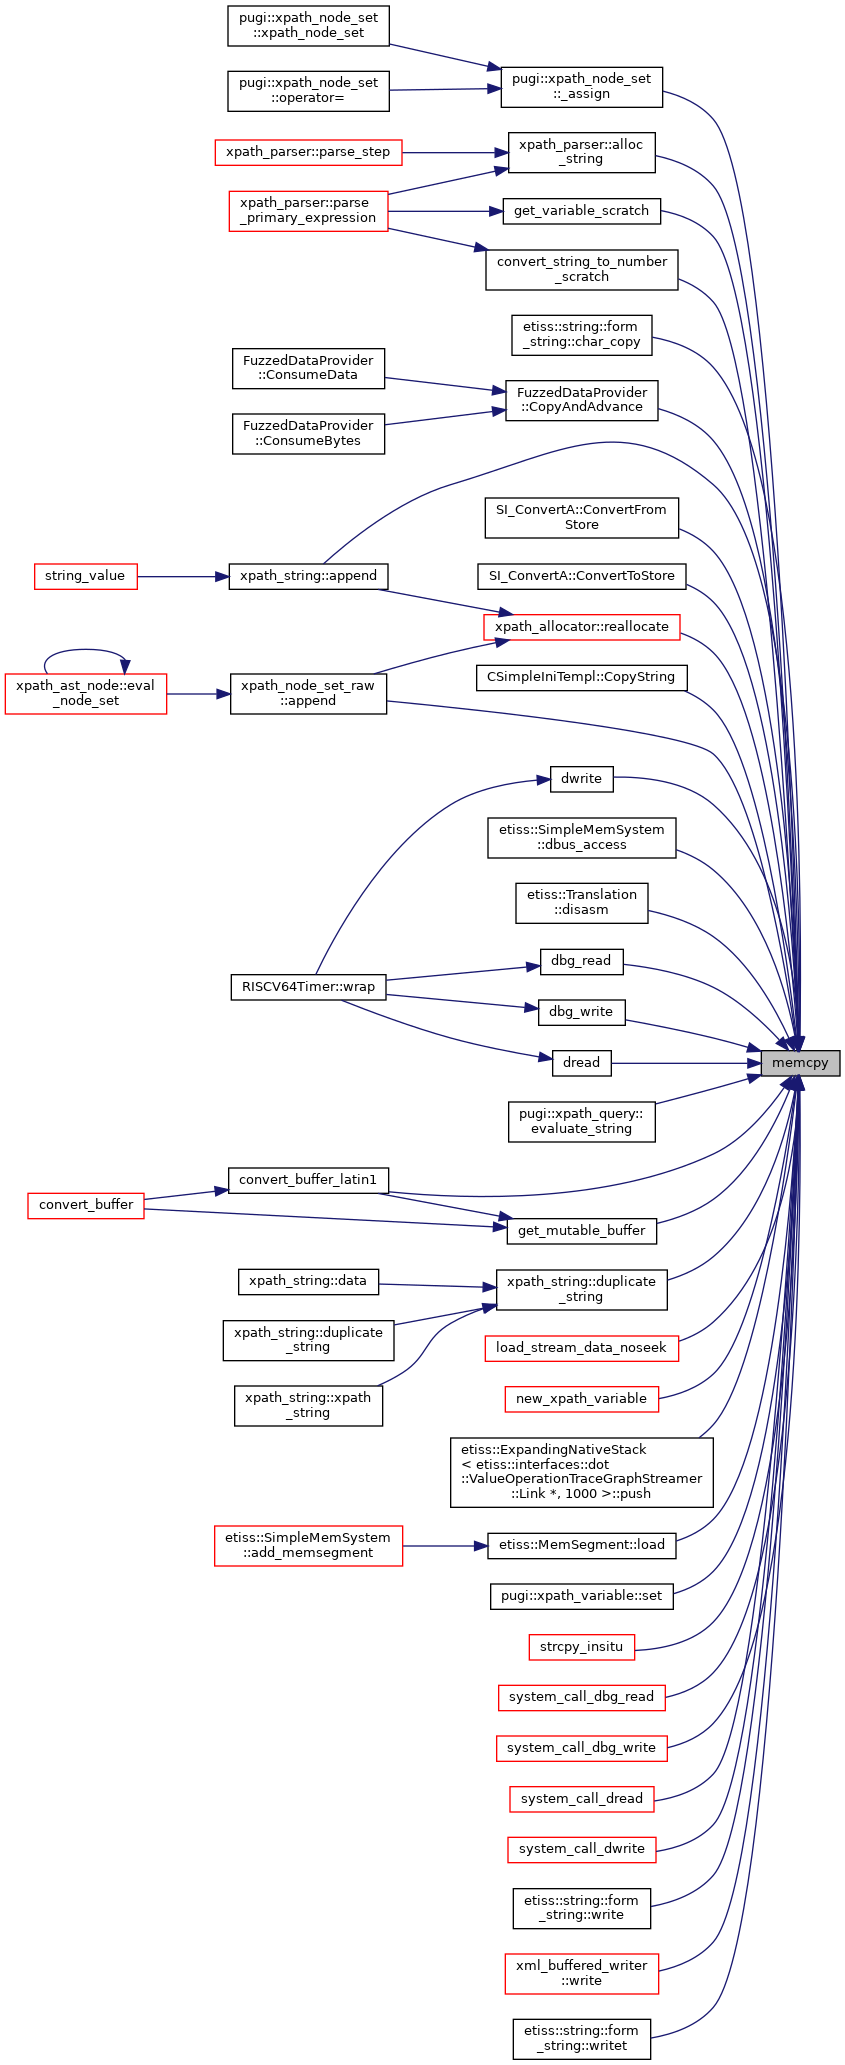 pugi::xpath_node_set
::xpath_node_set
pugi::xpath_node_set
::operator=
pugi::xpath_node_set
::_assign
xpath_parser::parse_step
xpath_parser::alloc
_string
xpath_parser::parse
_primary_expression
get_variable_scratch
convert_string_to_number
_scratch
etiss::string::form
_string::char_copy
FuzzedDataProvider
::ConsumeData
FuzzedDataProvider
::CopyAndAdvance
FuzzedDataProvider
::ConsumeBytes
SI_ConvertA::ConvertFrom
Store
string_value
xpath_string::append
SI_ConvertA::ConvertToStore
xpath_allocator::reallocate
xpath_ast_node::eval
_node_set
xpath_node_set_raw
::append
CSimpleIniTempl::CopyString
dwrite
etiss::SimpleMemSystem
::dbus_access
etiss::Translation
::disasm
RISCV64Timer::wrap
dbg_read
dbg_write
dread
memcpy
pugi::xpath_query::
evaluate_string
convert_buffer_latin1
convert_buffer
get_mutable_buffer
xpath_string::data
xpath_string::duplicate
_string
xpath_string::duplicate
_string
load_stream_data_noseek
xpath_string::xpath
_string
new_xpath_variable
etiss::ExpandingNativeStack
< etiss::interfaces::dot
::ValueOperationTraceGraphStreamer
::Link *, 1000 >::push
etiss::SimpleMemSystem
::add_memsegment
etiss::MemSegment::load
pugi::xpath_variable::set
strcpy_insitu
system_call_dbg_read
system_call_dbg_write
system_call_dread
system_call_dwrite
etiss::string::form
_string::write
xml_buffered_writer
::write
etiss::string::form
_string::writet